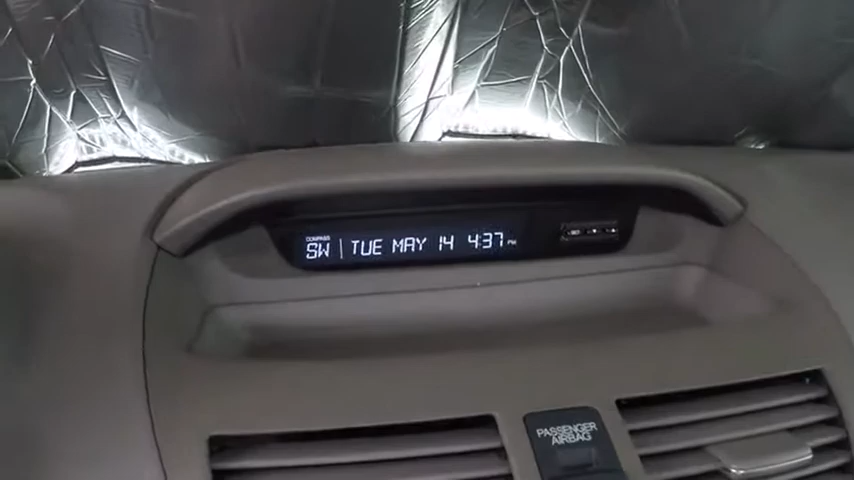 COMPASS
SW TUE MAY 14 4:37 PM
PASSENGER
AIRBAG